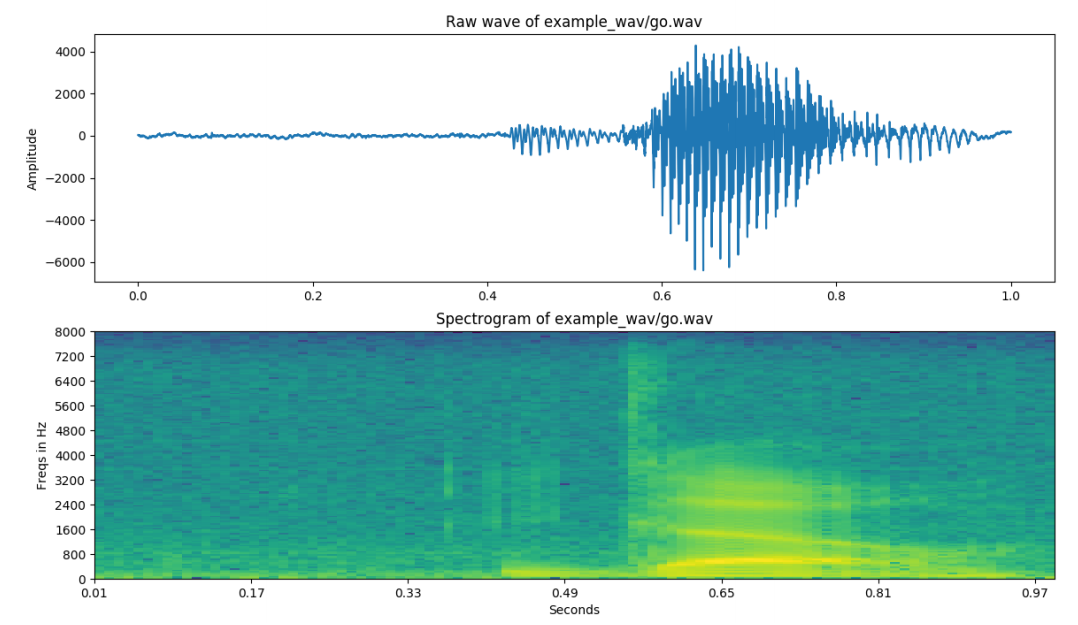 Raw wave of example_wav/go.wav
Amplitude
4000
2000
0
−2000
−4000
−6000
0.0 0.2 0.4 0.6 0.8 1.0
Spectrogram of example_wav/go.wav
Freqs in Hz
8000
7200
6400
5600
4800
4000
3200
2400
1600
800
0
0.01 0.17 0.33 0.49 0.65 0.81 0.97
Seconds